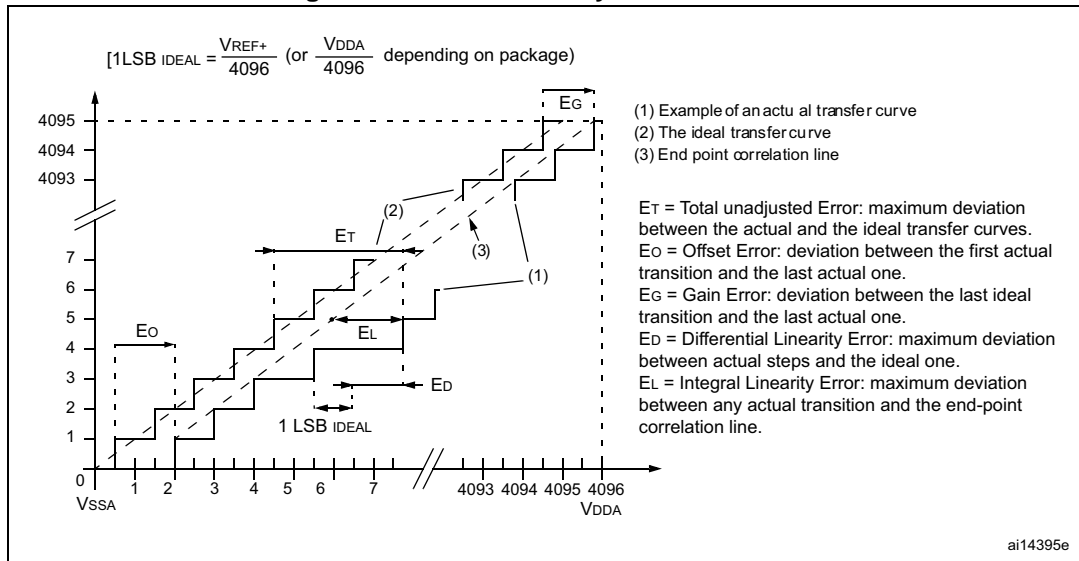 [1LSB IDEAL = VREF+ / 4096 (or VDDA / 4096 depending on package)
EG
(1) Example of an actu al transfer curve
(2) The ideal transfer curve
(3) End point correlation line
4095
4094
4093
(2)
ET
(3)
(1)
ET = Total unadjusted Error: maximum deviation
between the actual and the ideal transfer curves.
EO = Offset Error: deviation between the first actual
transition and the last actual one.
EG = Gain Error: deviation between the last ideal
transition and the last actual one.
ED = Differential Linearity Error: maximum deviation
between actual steps and the ideal one.
EL = Integral Linearity Error: maximum deviation
between any actual transition and the end-point
correlation line.
7
6
5
4
3
2
1
EO
EL
ED
1 LSB IDEAL
0
1 2 3 4 5 6 7 4093 4094 4095 4096
VSSA
VDDA
ai14395e